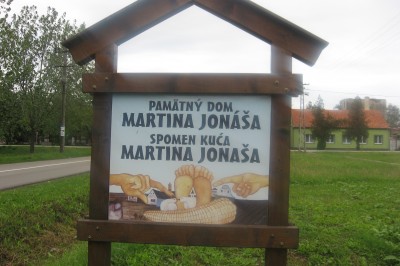 PAMÄTNÝ DOM
MARTINA JONÁŠA
SPOMEN KUĆA
MARTINA JONAŠA